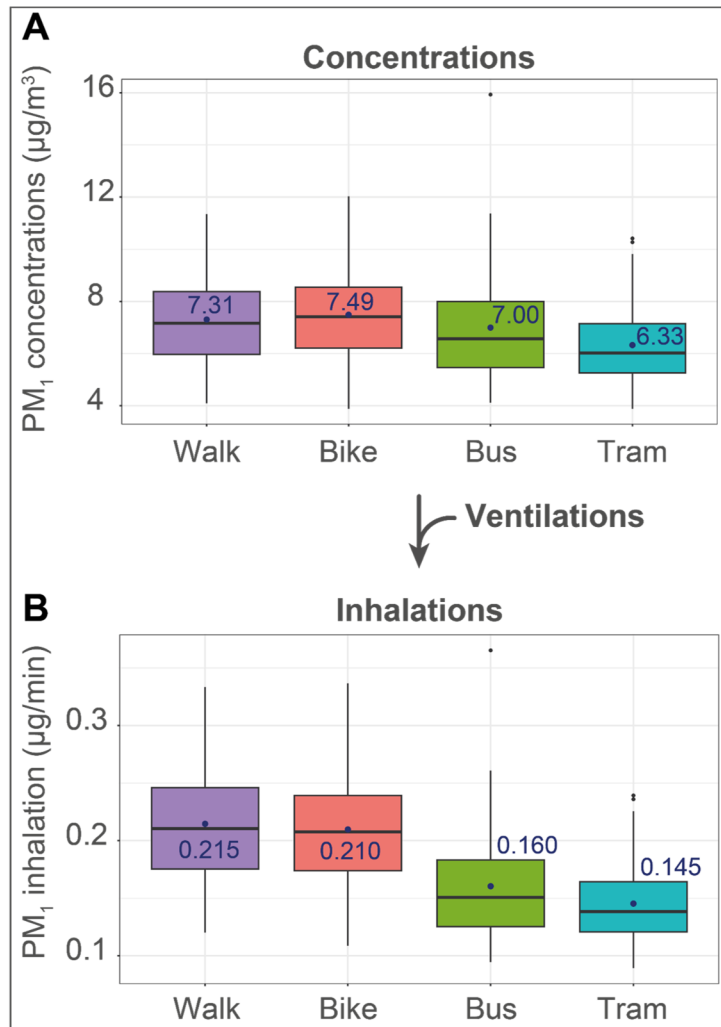 A
Concentrations
PM₁ concentrations (µg/m³)
16
12
8
4
7.31
7.49
7.00
6.33
Walk Bike Bus Tram
Ventilations
B
Inhalations
PM₁ inhalation (µg/min)
0.3
0.2
0.1
0.215
0.210
0.160
0.145
Walk Bike Bus Tram